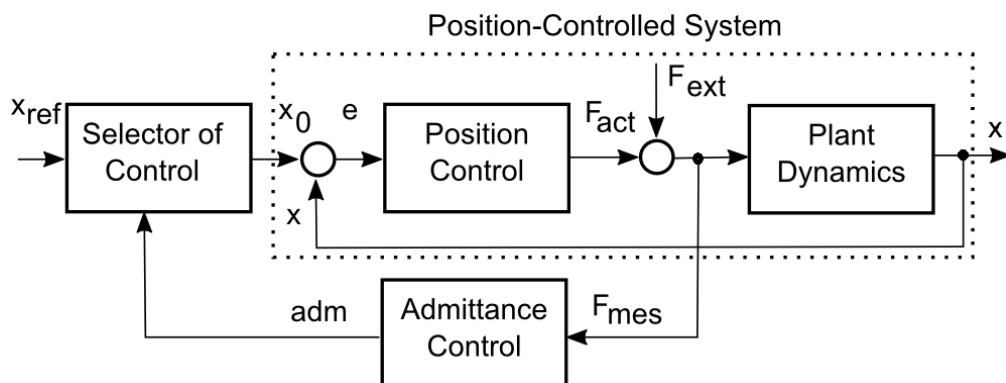 Position-Controlled System
x_ref
Selector of
Control
x_0
e
Position
Control
F_act
F_ext
Plant
Dynamics
x
x
adm
Admittance
Control
F_mes